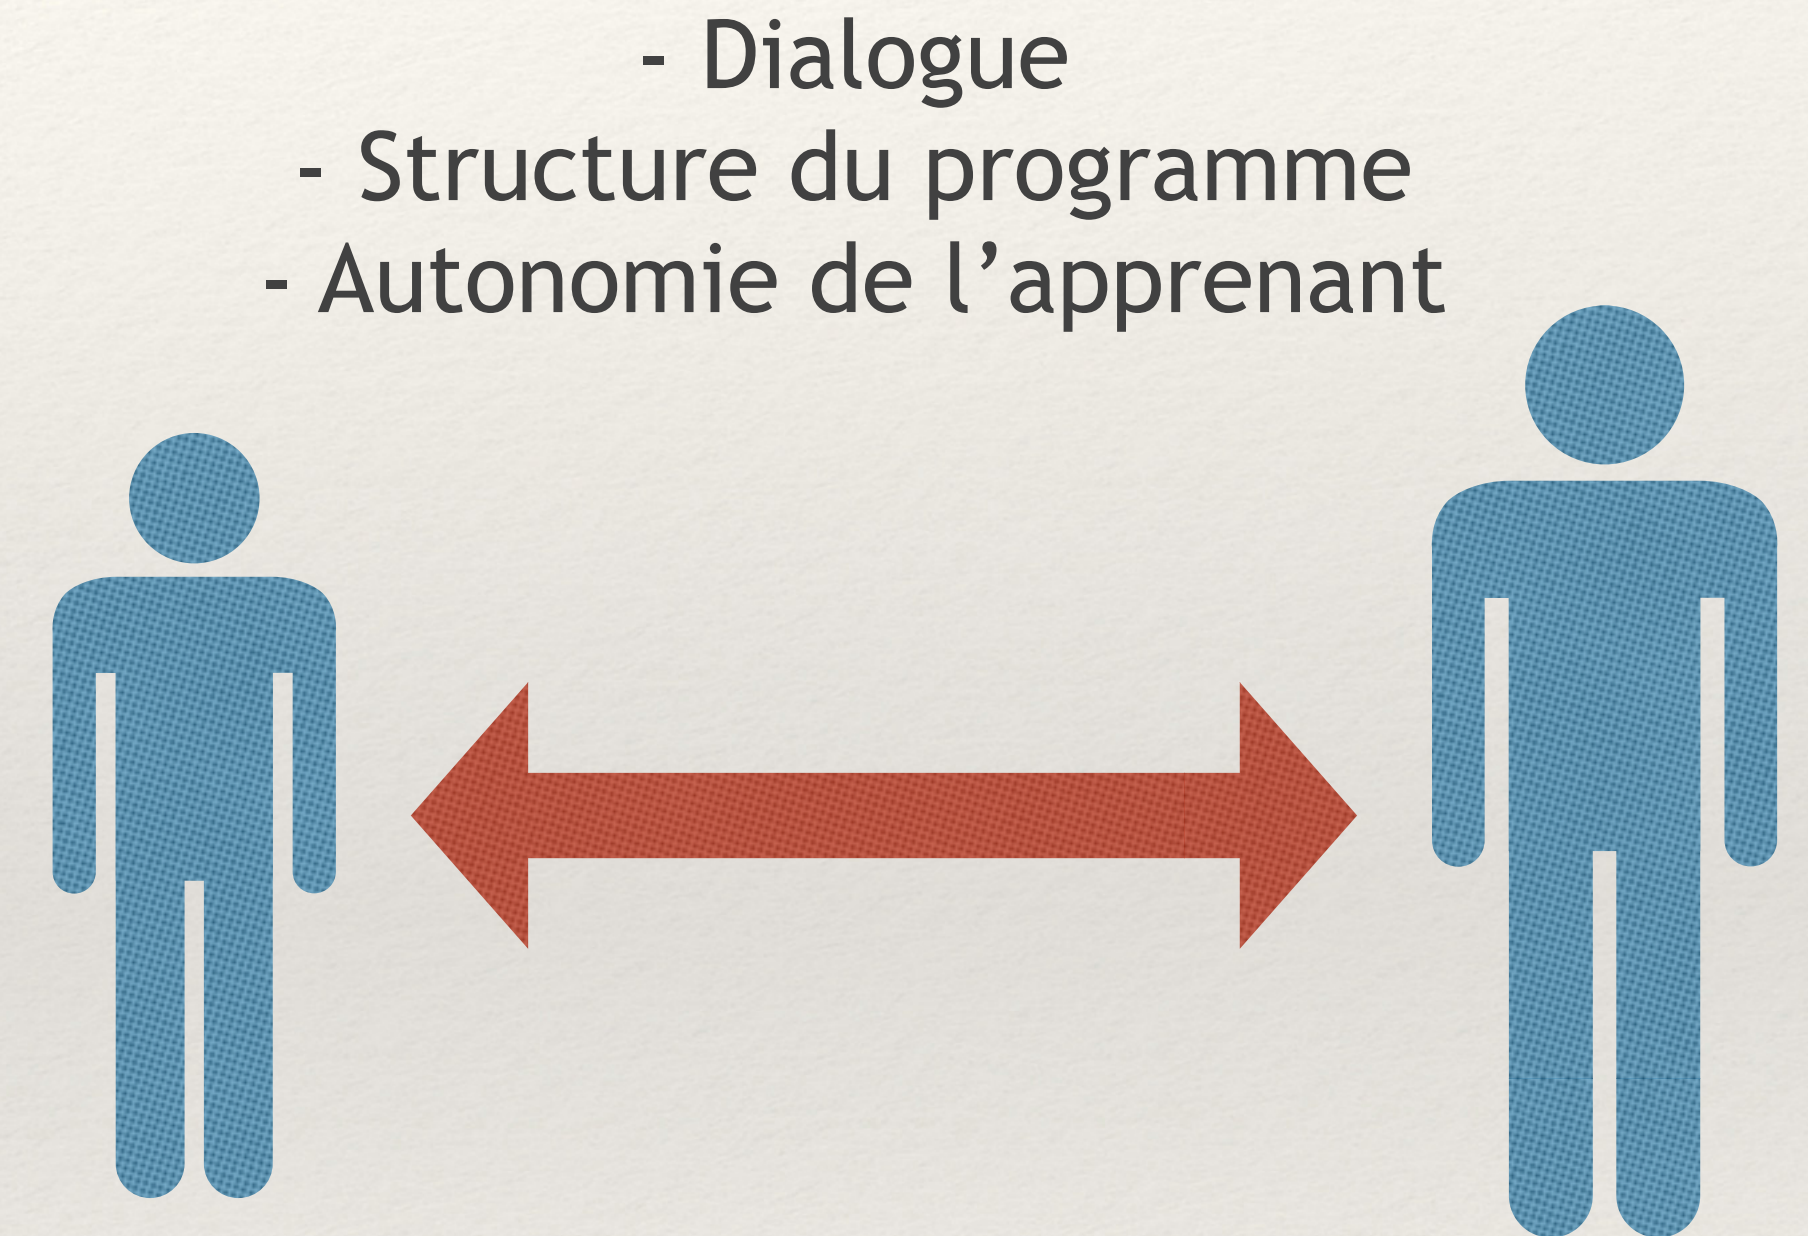 - Dialogue
- Structure du programme
- Autonomie de l’apprenant